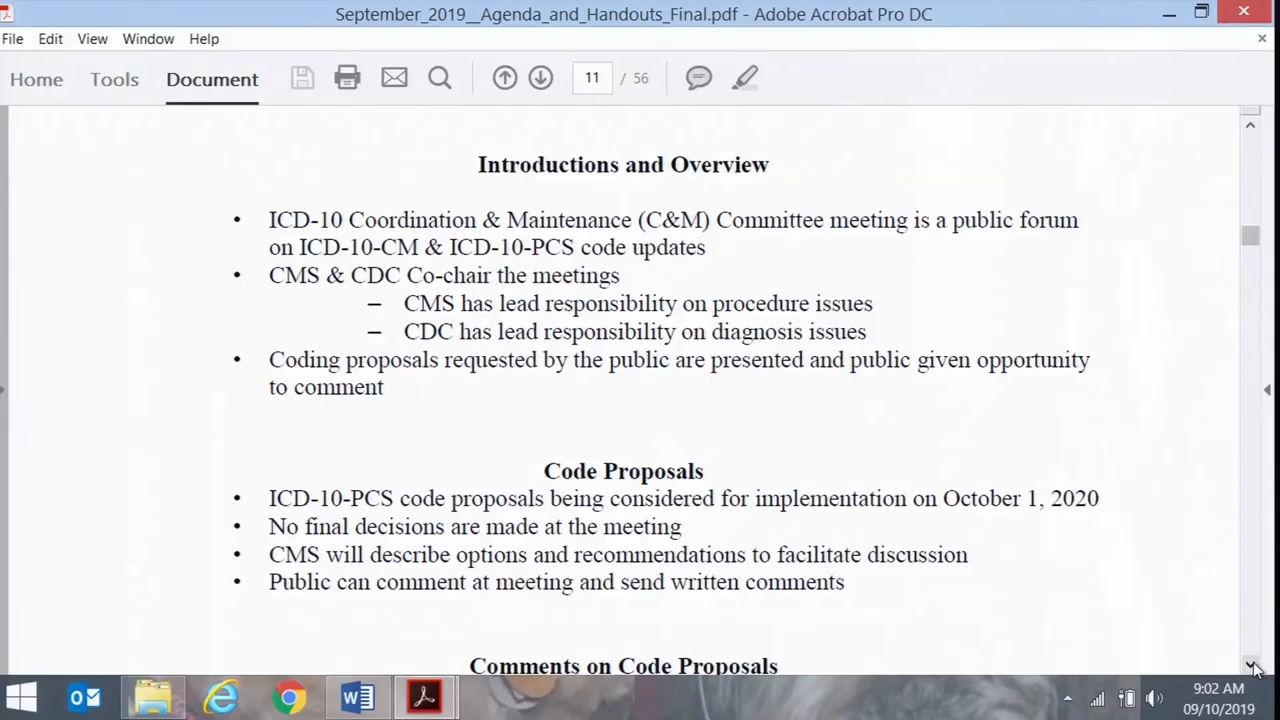 September_2019__Agenda_and_Handouts_Final.pdf - Adobe Acrobat Pro DC
File Edit View Window Help
Home Tools Document 11 / 56
Introductions and Overview
• ICD-10 Coordination & Maintenance (C&M) Committee meeting is a public forum
on ICD-10-CM & ICD-10-PCS code updates
• CMS & CDC Co-chair the meetings
– CMS has lead responsibility on procedure issues
– CDC has lead responsibility on diagnosis issues
• Coding proposals requested by the public are presented and public given opportunity
to comment
Code Proposals
• ICD-10-PCS code proposals being considered for implementation on October 1, 2020
• No final decisions are made at the meeting
• CMS will describe options and recommendations to facilitate discussion
• Public can comment at meeting and send written comments
Comments on Code Proposals
9:02 AM
09/10/2019